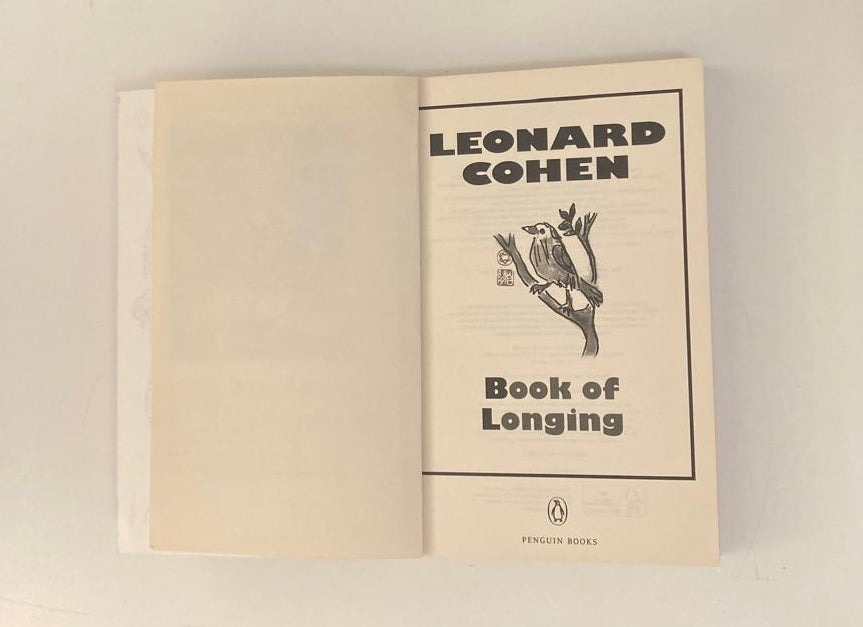 LEONARD
COHEN
Book of
Longing
PENGUIN BOOKS